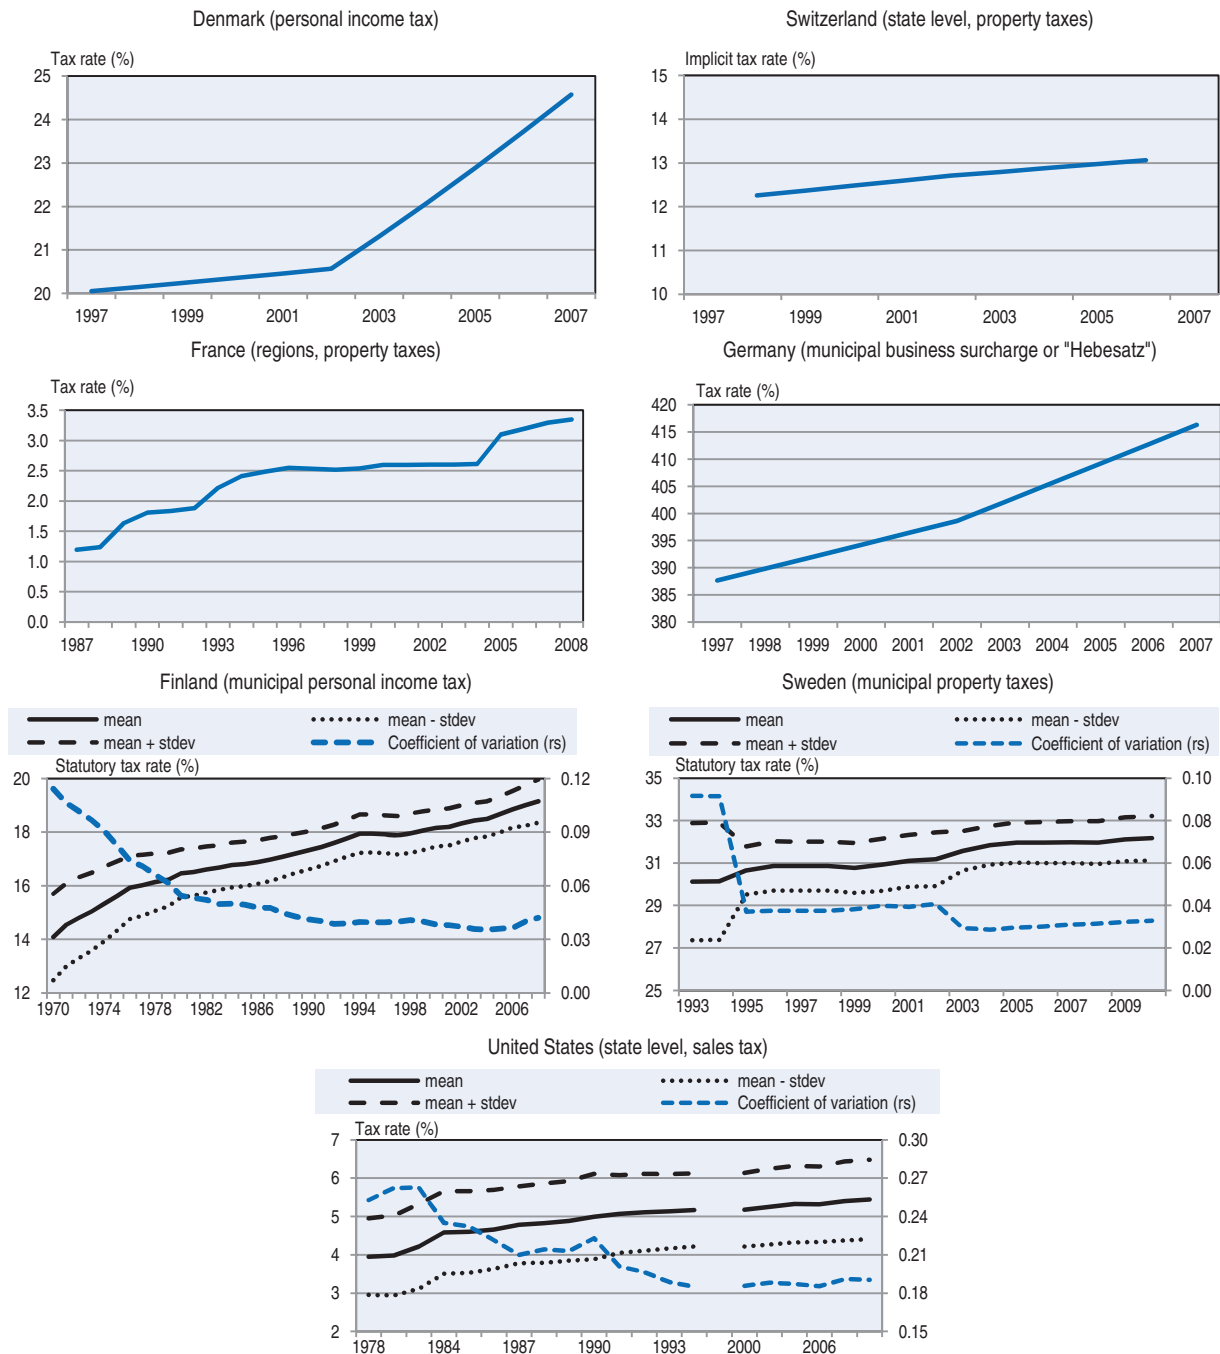 Denmark (personal income tax)
Tax rate (%)
25
24
23
22
21
20
1997 1999 2001 2003 2005 2007
Switzerland (state level, property taxes)
Implicit tax rate (%)
15
14
13
12
11
10
1997 1999 2001 2003 2005 2007
France (regions, property taxes)
Tax rate (%)
3.5
3.0
2.5
2.0
1.5
1.0
0.5
0.0
1987 1990 1993 1996 1999 2002 2005 2008
Germany (municipal business surcharge or "Hebesatz")
Tax rate (%)
420
415
410
405
400
395
390
385
380
1997 1998 1999 2000 2001 2002 2003 2004 2005 2006 2007
Finland (municipal personal income tax)
mean mean - stdev
mean + stdev Coefficient of variation (rs)
Statutory tax rate (%)
20 0.12
18 0.09
16 0.06
14 0.03
12 0.00
1970 1974 1978 1982 1986 1990 1994 1998 2002 2006
Sweden (municipal property taxes)
mean mean - stdev
mean + stdev Coefficient of variation (rs)
Statutory tax rate (%)
35 0.10
33 0.08
31 0.06
29 0.04
27 0.02
25 0.00
1993 1995 1997 1999 2001 2003 2005 2007 2009
United States (state level, sales tax)
mean mean - stdev
mean + stdev Coefficient of variation (rs)
Tax rate (%)
7 0.30
6 0.27
5 0.24
4 0.21
3 0.18
2 0.15
1978 1984 1987 1990 1993 2000 2006